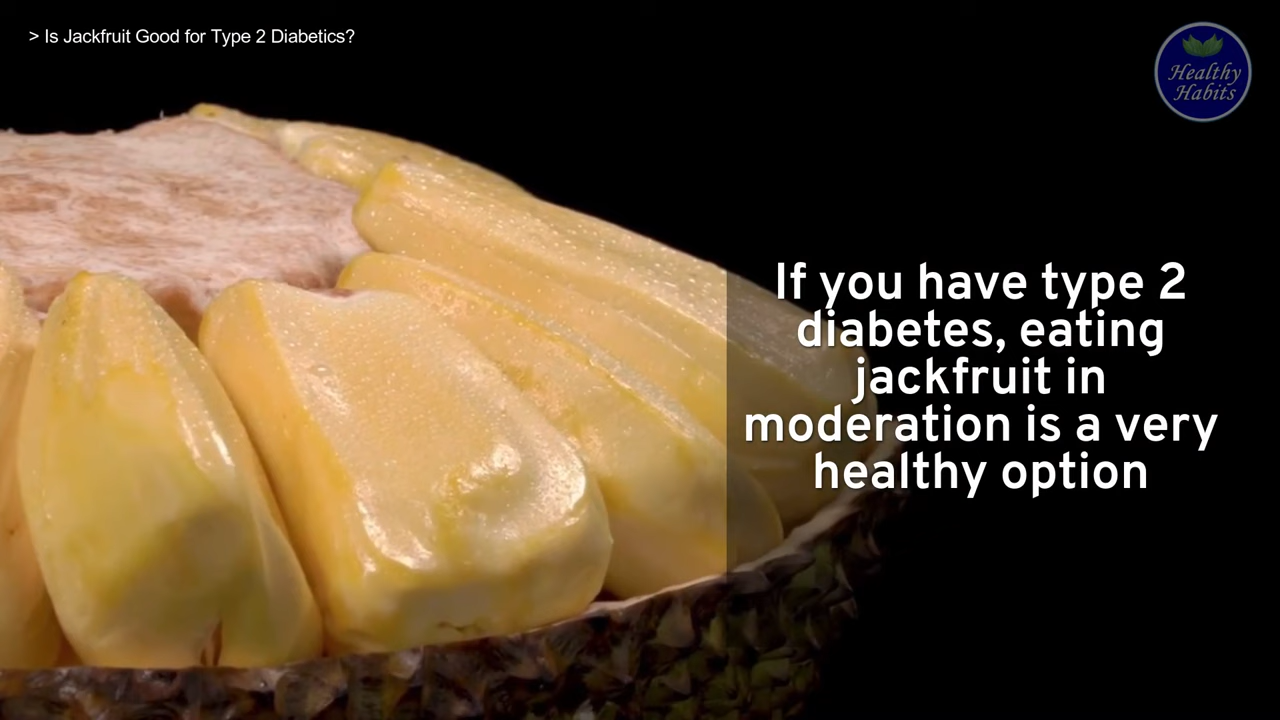 > Is Jackfruit Good for Type 2 Diabetics?
Healthy
Habits
If you have type 2
diabetes, eating
jackfruit in
moderation is a very
healthy option